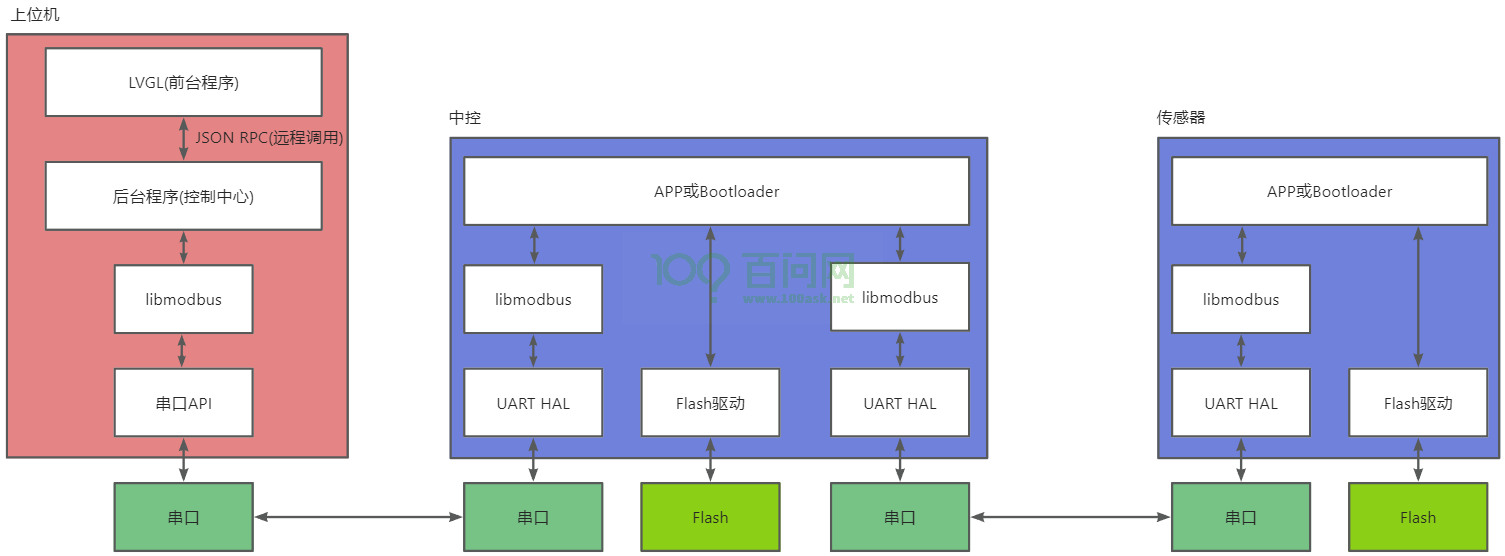 上位机
LVGL(前台程序)
JSON RPC(远程调用)
后台程序(控制中心)
libmodbus
串口API
串口
中控
APP或Bootloader
libmodbus
libmodbus
UART HAL
Flash驱动
UART HAL
串口
Flash
串口
传感器
APP或Bootloader
libmodbus
UART HAL
Flash驱动
串口
Flash
百问网
www.100ask.net